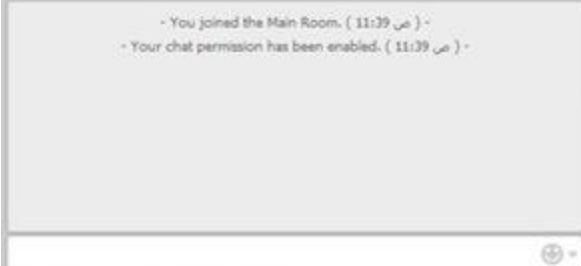 - You joined the Main Room. ( 11:39 ص ) -
- Your chat permission has been enabled. ( 11:39 ص ) -